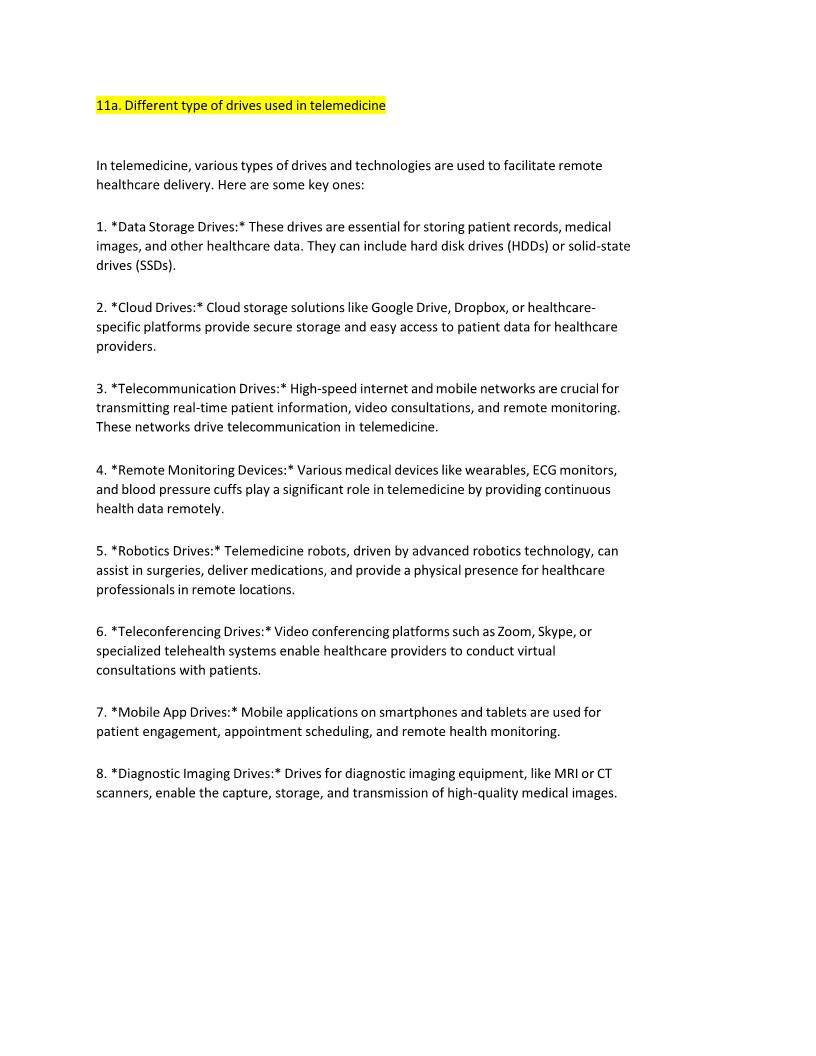 11a. Different type of drives used in telemedicine
In telemedicine, various types of drives and technologies are used to facilitate remote
healthcare delivery. Here are some key ones:
1. *Data Storage Drives:* These drives are essential for storing patient records, medical
images, and other healthcare data. They can include hard disk drives (HDDs) or solid-state
drives (SSDs).
2. *Cloud Drives:* Cloud storage solutions like Google Drive, Dropbox, or healthcare-
specific platforms provide secure storage and easy access to patient data for healthcare
providers.
3. *Telecommunication Drives:* High-speed internet and mobile networks are crucial for
transmitting real-time patient information, video consultations, and remote monitoring.
These networks drive telecommunication in telemedicine.
4. *Remote Monitoring Devices:* Various medical devices like wearables, ECG monitors,
and blood pressure cuffs play a significant role in telemedicine by providing continuous
health data remotely.
5. *Robotics Drives:* Telemedicine robots, driven by advanced robotics technology, can
assist in surgeries, deliver medications, and provide a physical presence for healthcare
professionals in remote locations.
6. *Teleconferencing Drives:* Video conferencing platforms such as Zoom, Skype, or
specialized telehealth systems enable healthcare providers to conduct virtual
consultations with patients.
7. *Mobile App Drives:* Mobile applications on smartphones and tablets are used for
patient engagement, appointment scheduling, and remote health monitoring.
8. *Diagnostic Imaging Drives:* Drives for diagnostic imaging equipment, like MRI or CT
scanners, enable the capture, storage, and transmission of high-quality medical images.